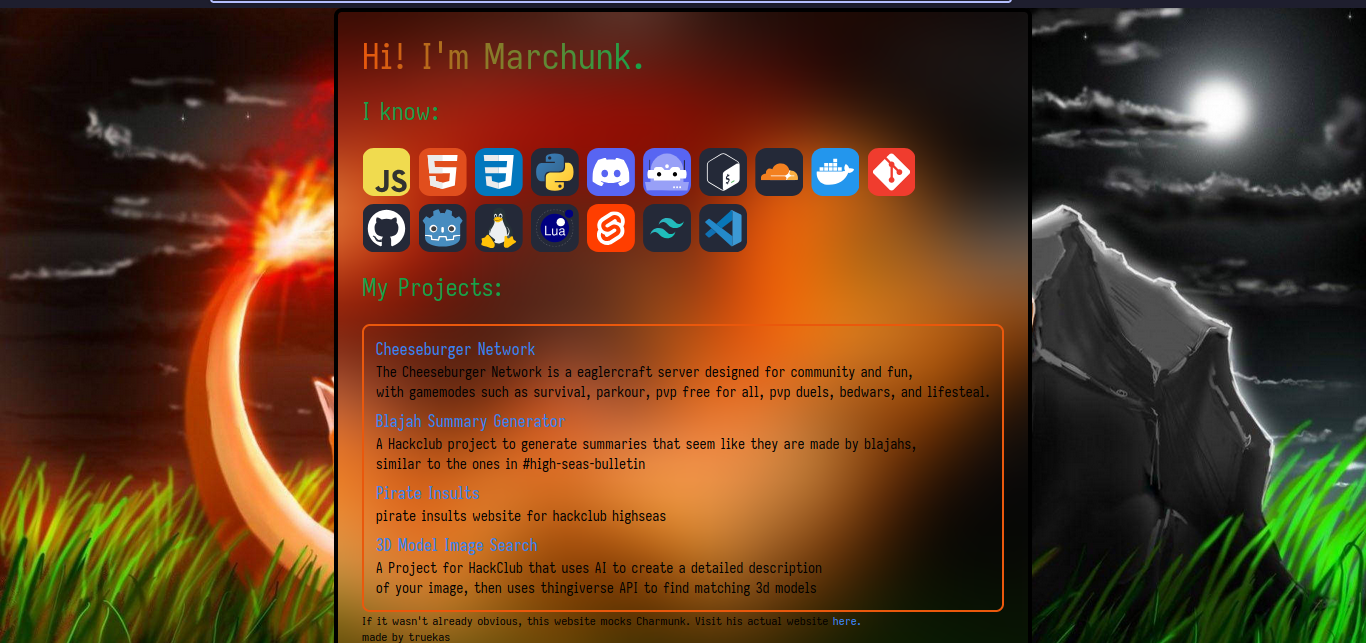 Hi! I'm Marchunk.
I know:
JS
$_
Lua
My Projects:
Cheeseburger Network
The Cheeseburger Network is a eaglercraft server designed for community and fun,
with gamemodes such as survival, parkour, pvp free for all, pvp duels, bedwars, and lifesteal.
Blajah Summary Generator
A Hackclub project to generate summaries that seem like they are made by blajahs,
similar to the ones in #high-seas-bulletin
Pirate Insults
pirate insults website for hackclub highseas
3D Model Image Search
A Project for HackClub that uses AI to create a detailed description
of your image, then uses thingiverse API to find matching 3d models
If it wasn't already obvious, this website mocks Charmunk. Visit his actual website here.
made by truekas